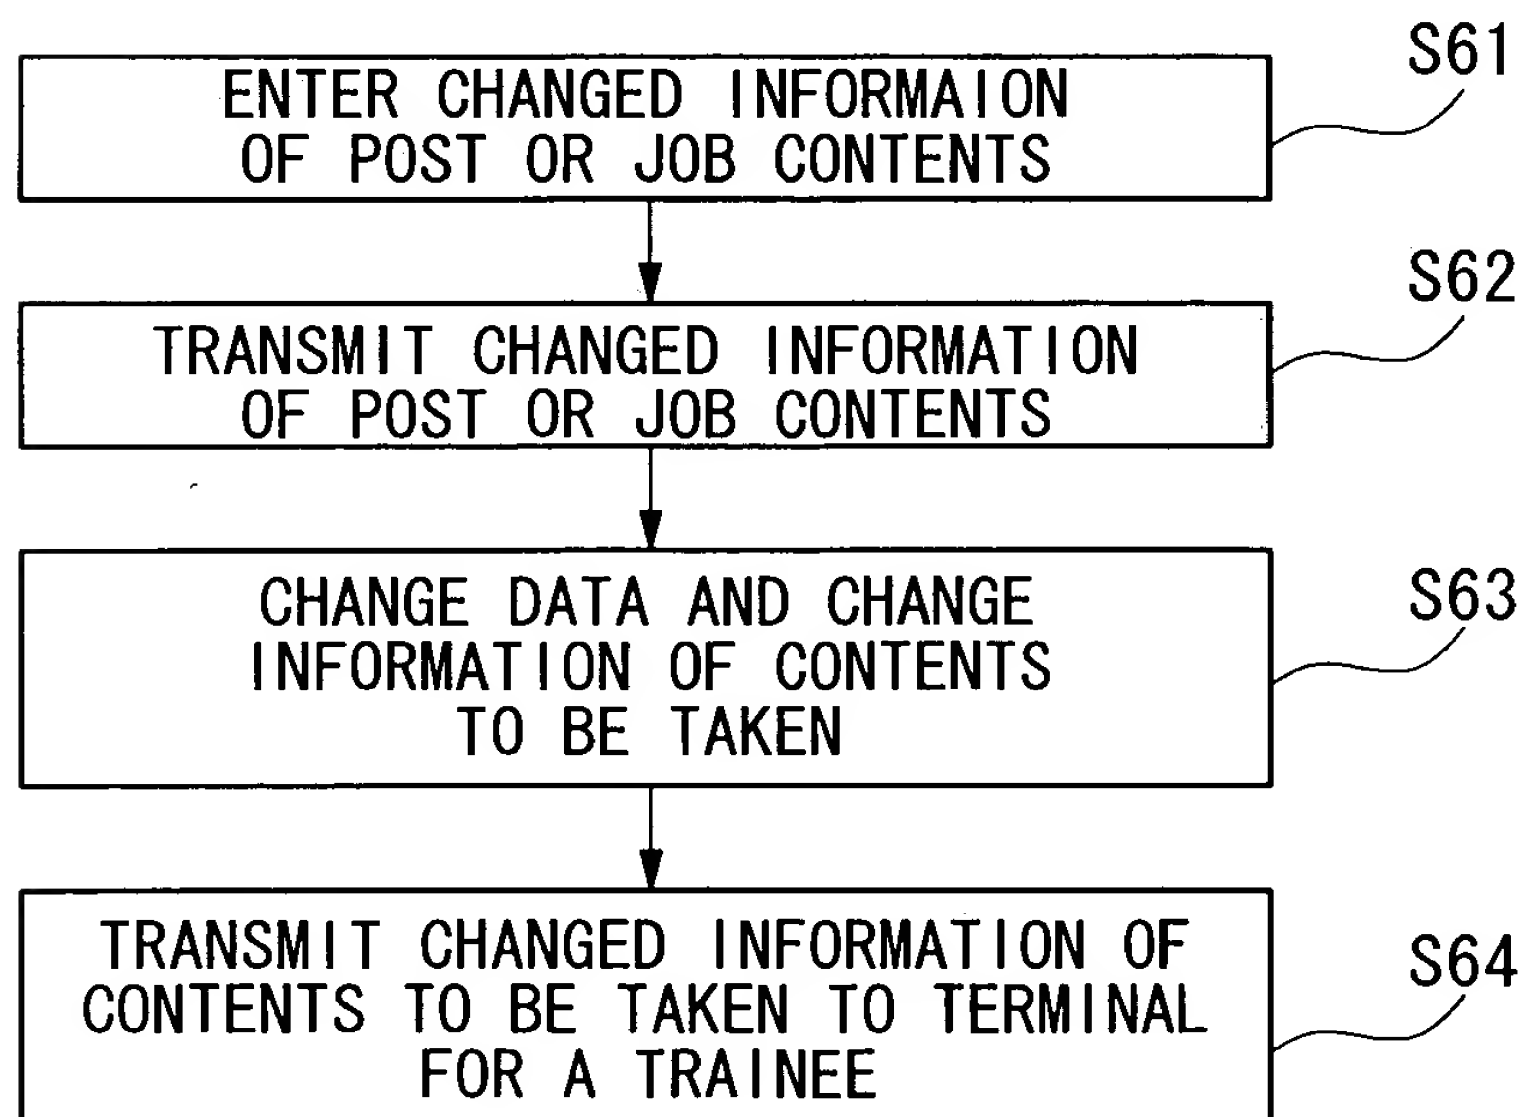 S61
ENTER CHANGED INFORMAION
OF POST OR JOB CONTENTS
S62
TRANSMIT CHANGED INFORMATION
OF POST OR JOB CONTENTS
S63
CHANGE DATA AND CHANGE
INFORMATION OF CONTENTS
TO BE TAKEN
S64
TRANSMIT CHANGED INFORMATION OF
CONTENTS TO BE TAKEN TO TERMINAL
FOR A TRAINEE